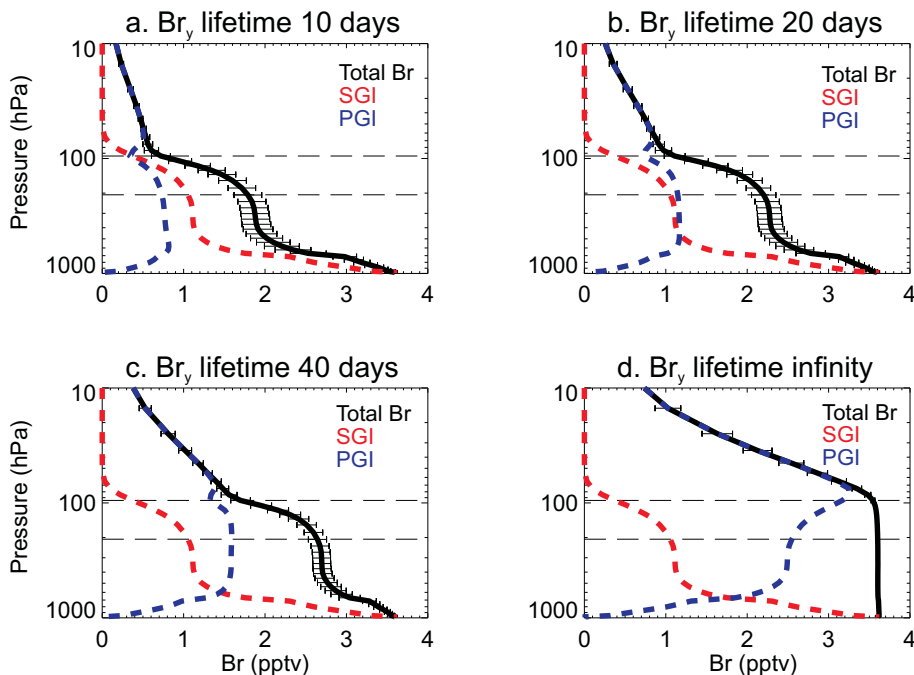 a. Bry lifetime 10 days
b. Bry lifetime 20 days
10
100
1000
Pressure (hPa)
Total Br
SGI
PGI
0 1 2 3 4
10
100
1000
Total Br
SGI
PGI
0 1 2 3 4
c. Bry lifetime 40 days
d. Bry lifetime infinity
10
100
1000
Pressure (hPa)
Total Br
SGI
PGI
0 1 2 3 4
Br (pptv)
10
100
1000
Total Br
SGI
PGI
0 1 2 3 4
Br (pptv)